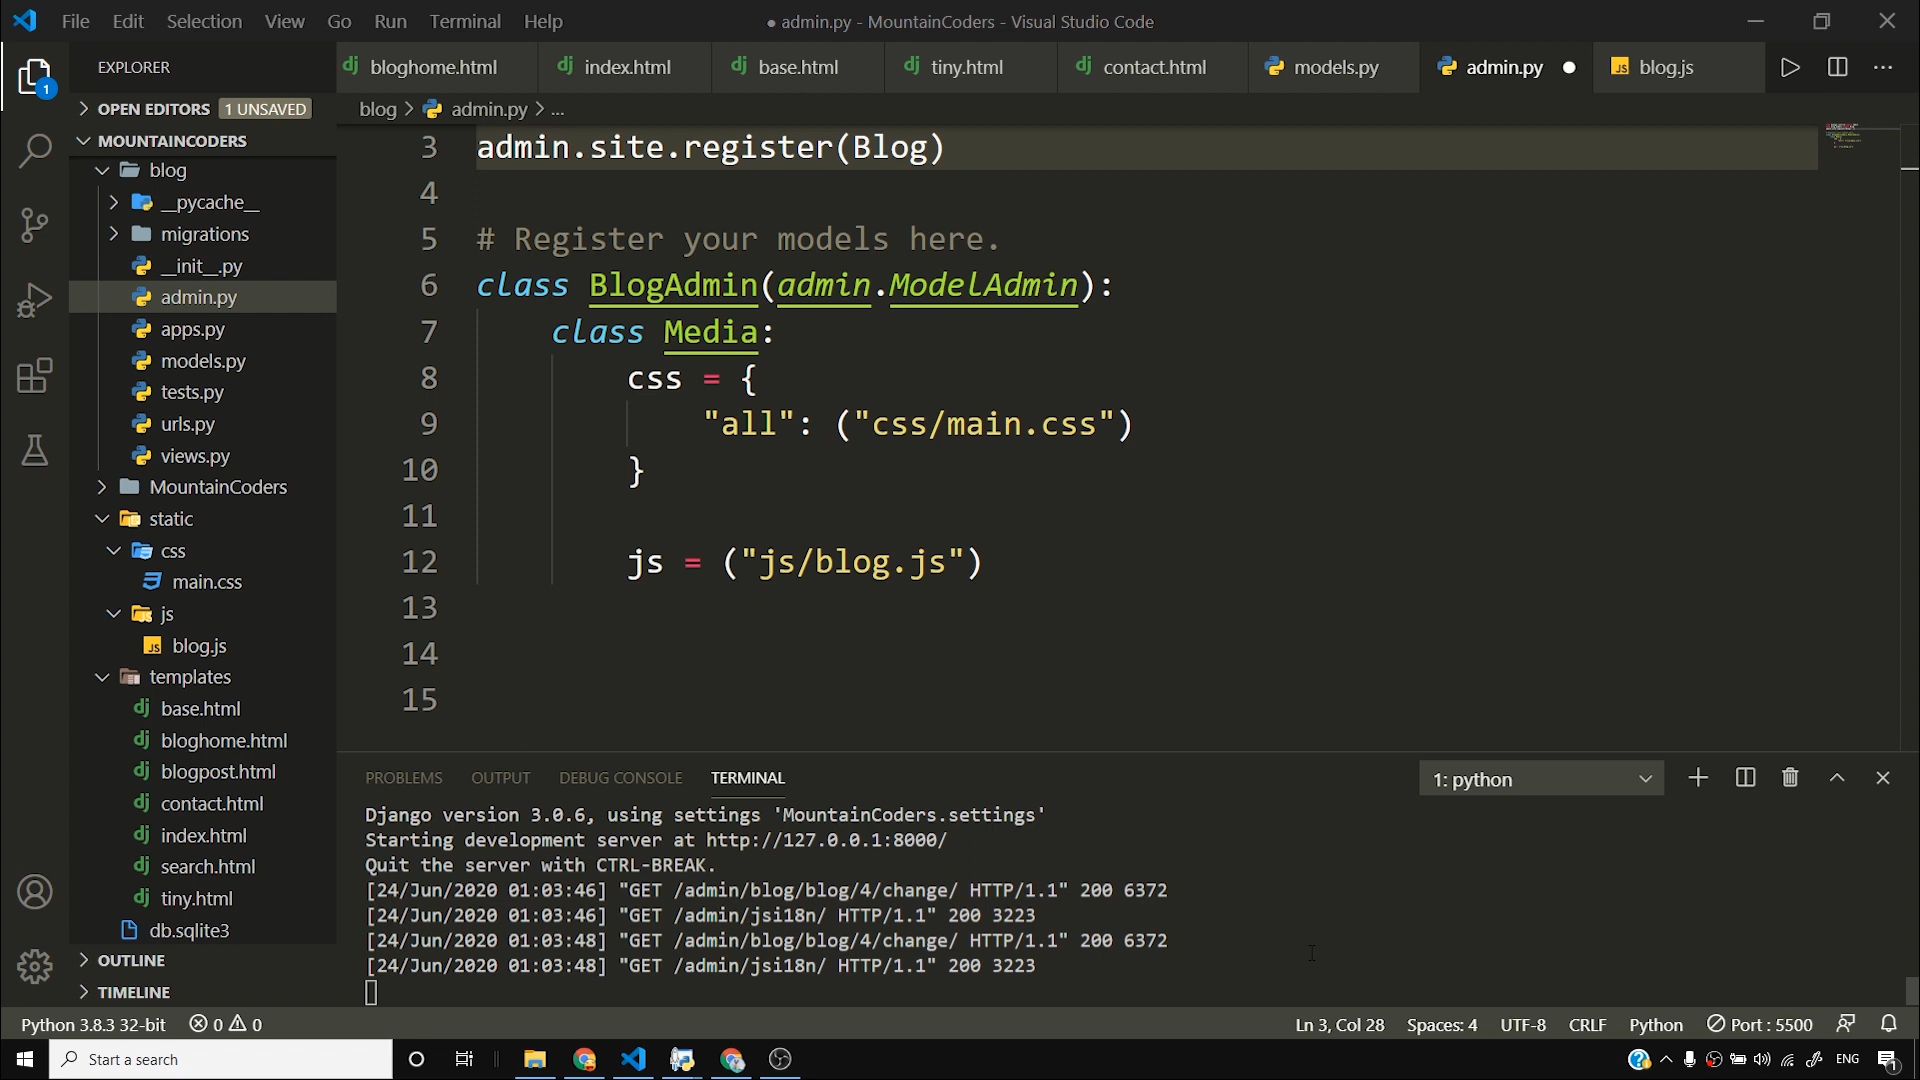 File Edit Selection View Go Run Terminal Help
● admin.py - MountainCoders - Visual Studio Code
EXPLORER
bloghome.html index.html base.html tiny.html contact.html models.py admin.py ● blog.js
OPEN EDITORS 1 UNSAVED
blog > admin.py > ...
MOUNTAINCODERS
blog
__pycache__
migrations
__init__.py
admin.py
apps.py
models.py
tests.py
urls.py
views.py
MountainCoders
static
css
main.css
js
blog.js
templates
base.html
bloghome.html
blogpost.html
contact.html
index.html
search.html
tiny.html
db.sqlite3
OUTLINE
TIMELINE
3 admin.site.register(Blog)
4
5 # Register your models here.
6 class BlogAdmin(admin.ModelAdmin):
7 class Media:
8 css = {
9 "all": ("css/main.css")
10 }
11
12 js = ("js/blog.js")
13
14
15
PROBLEMS OUTPUT DEBUG CONSOLE TERMINAL
1: python
Django version 3.0.6, using settings 'MountainCoders.settings'
Starting development server at http://127.0.0.1:8000/
Quit the server with CTRL-BREAK.
[24/Jun/2020 01:03:46] "GET /admin/blog/blog/4/change/ HTTP/1.1" 200 6372
[24/Jun/2020 01:03:46] "GET /admin/jsi18n/ HTTP/1.1" 200 3223
[24/Jun/2020 01:03:48] "GET /admin/blog/blog/4/change/ HTTP/1.1" 200 6372
[24/Jun/2020 01:03:48] "GET /admin/jsi18n/ HTTP/1.1" 200 3223
Python 3.8.3 32-bit 0 0 Ln 3, Col 28 Spaces: 4 UTF-8 CRLF Python Port : 5500
Start a search ENG